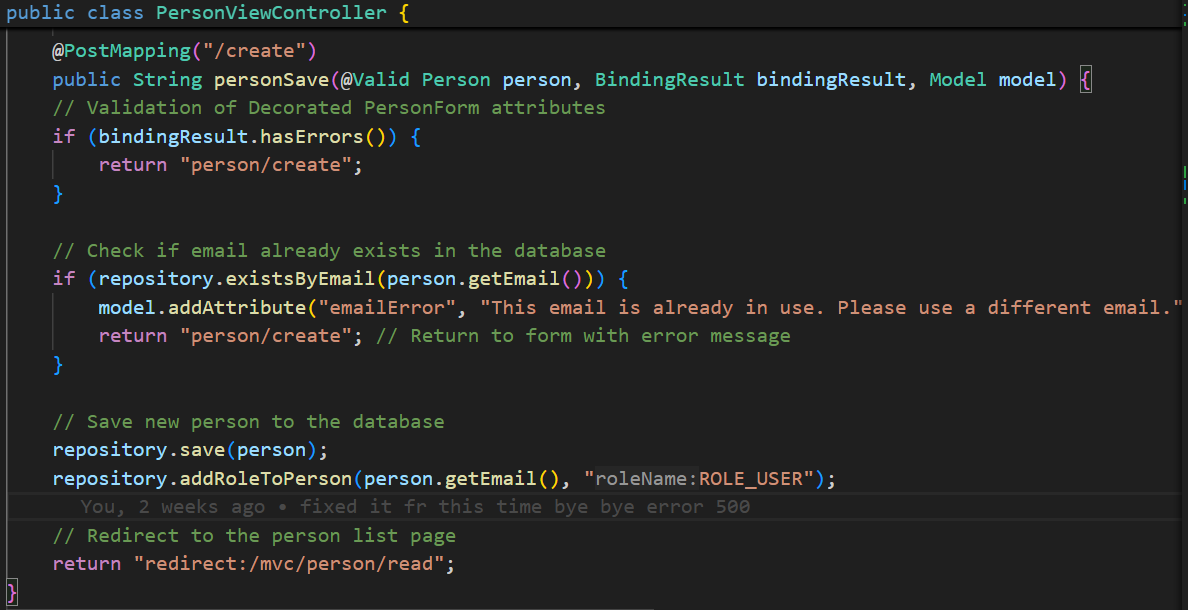 public class PersonViewController {
@PostMapping("/create")
public String personSave(@Valid Person person, BindingResult bindingResult, Model model) {
// Validation of Decorated PersonForm attributes
if (bindingResult.hasErrors()) {
return "person/create";
}
// Check if email already exists in the database
if (repository.existsByEmail(person.getEmail())) {
model.addAttribute("emailError", "This email is already in use. Please use a different email."
return "person/create"; // Return to form with error message
}
// Save new person to the database
repository.save(person);
repository.addRoleToPerson(person.getEmail(), "roleName:ROLE_USER");
You, 2 weeks ago • fixed it fr this time bye bye error 500
// Redirect to the person list page
return "redirect:/mvc/person/read";
}